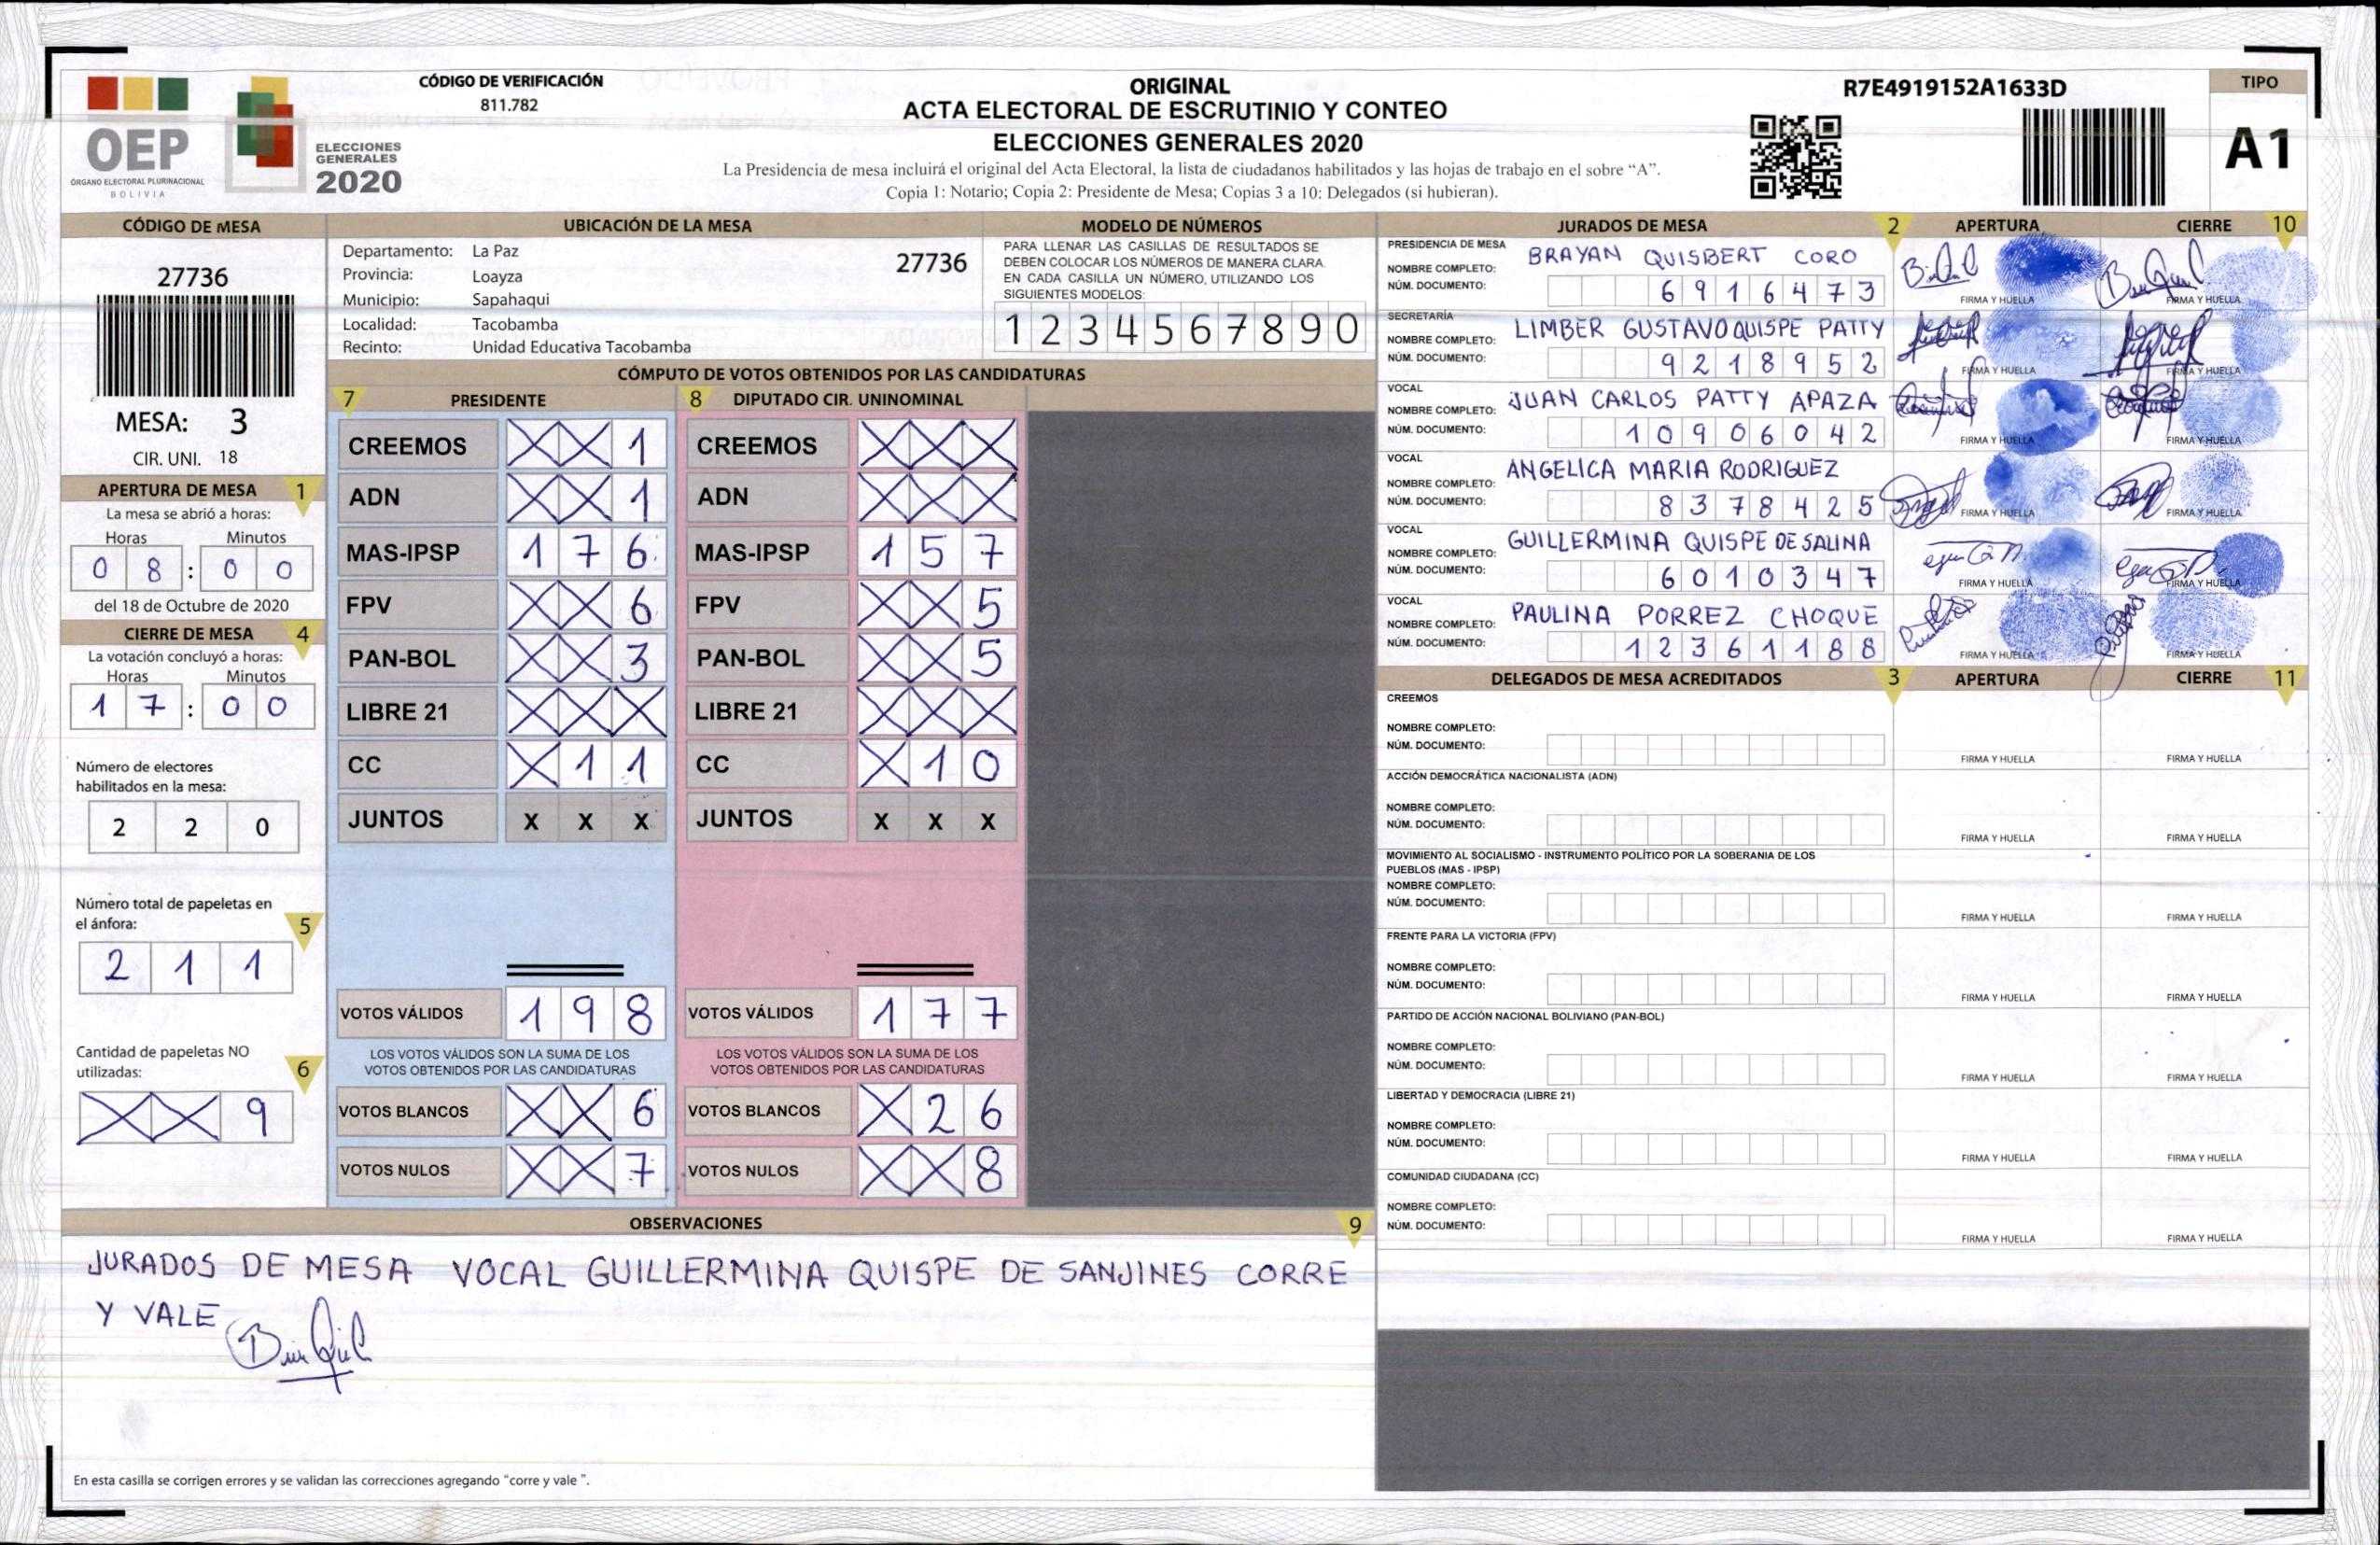 OEP
ÓRGANO ELECTORAL PLURINACIONAL
BOLIVIA
ELECCIONES
GENERALES
2020
CÓDIGO DE VERIFICACIÓN
811.782
ORIGINAL
ACTA ELECTORAL DE ESCRUTINIO Y CONTEO
ELECCIONES GENERALES 2020
La Presidencia de mesa incluirá el original del Acta Electoral, la lista de ciudadanos habilitados y las hojas de trabajo en el sobre “A”.
Copia 1: Notario; Copia 2: Presidente de Mesa; Copias 3 a 10: Delegados (si hubieran).
R7E4919152A1633D
TIPO
A1
CÓDIGO DE MESA
27736
MESA: 3
CIR. UNI. 18
APERTURA DE MESA 1
La mesa se abrió a horas:
Horas Minutos
0 8 : 0 0
del 18 de Octubre de 2020
CIERRE DE MESA 4
La votación concluyó a horas:
Horas Minutos
1 7 : 0 0
Número de electores
habilitados en la mesa:
2 2 0
Número total de papeletas en
el ánfora: 5
2 1 1
Cantidad de papeletas NO
utilizadas: 6
X X 9
UBICACIÓN DE LA MESA
Departamento: La Paz
Provincia: Loayza
Municipio: Sapahaqui
Localidad: Tacobamba
Recinto: Unidad Educativa Tacobamba
27736
MODELO DE NÚMEROS
PARA LLENAR LAS CASILLAS DE RESULTADOS SE
DEBEN COLOCAR LOS NÚMEROS DE MANERA CLARA
EN CADA CASILLA UN NÚMERO, UTILIZANDO LOS
SIGUIENTES MODELOS:
1 2 3 4 5 6 7 8 9 0
CÓMPUTO DE VOTOS OBTENIDOS POR LAS CANDIDATURAS
7 PRESIDENTE
CREEMOS X X 1
ADN X X 1
MAS-IPSP 1 7 6
FPV X X 6
PAN-BOL X X 3
LIBRE 21 X X X
CC X 1 1
JUNTOS X X X
VOTOS VÁLIDOS 1 9 8
LOS VOTOS VÁLIDOS SON LA SUMA DE LOS
VOTOS OBTENIDOS POR LAS CANDIDATURAS
VOTOS BLANCOS X X 6
VOTOS NULOS X X 7
8 DIPUTADO CIR. UNINOMINAL
CREEMOS X X X
ADN X X X
MAS-IPSP 1 5 7
FPV X X 5
PAN-BOL X X 5
LIBRE 21 X X X
CC X 1 0
JUNTOS X X X
VOTOS VÁLIDOS 1 7 7
LOS VOTOS VÁLIDOS SON LA SUMA DE LOS
VOTOS OBTENIDOS POR LAS CANDIDATURAS
VOTOS BLANCOS X 2 6
VOTOS NULOS X X 8
OBSERVACIONES 9
JURADOS DE MESA VOCAL GUILLERMINA QUISPE DE SANJINES CORRE
Y VALE
En esta casilla se corrigen errores y se validan las correcciones agregando “corre y vale ”.
JURADOS DE MESA 2 APERTURA CIERRE 10
PRESIDENCIA DE MESA
NOMBRE COMPLETO: BRAYAN QUISBERT CORO
NÚM. DOCUMENTO: 6 9 1 6 4 7 3
FIRMA Y HUELLA FIRMA Y HUELLA
SECRETARÍA
NOMBRE COMPLETO: LIMBER GUSTAVO QUISPE PATTY
NÚM. DOCUMENTO: 9 2 1 8 9 5 2
FIRMA Y HUELLA FIRMA Y HUELLA
VOCAL
NOMBRE COMPLETO: JUAN CARLOS PATTY APAZA
NÚM. DOCUMENTO: 1 0 9 0 6 0 4 2
FIRMA Y HUELLA FIRMA Y HUELLA
VOCAL
NOMBRE COMPLETO: ANGELICA MARIA RODRIGUEZ
NÚM. DOCUMENTO: 8 3 7 8 4 2 5
FIRMA Y HUELLA FIRMA Y HUELLA
VOCAL
NOMBRE COMPLETO: GUILLERMINA QUISPE DE SALINA
NÚM. DOCUMENTO: 6 0 1 0 3 4 7
FIRMA Y HUELLA FIRMA Y HUELLA
VOCAL
NOMBRE COMPLETO: PAULINA PORREZ CHOQUE
NÚM. DOCUMENTO: 1 2 3 6 1 1 8 8
FIRMA Y HUELLA FIRMA Y HUELLA
DELEGADOS DE MESA ACREDITADOS 3 APERTURA CIERRE 11
CREEMOS
NOMBRE COMPLETO:
NÚM. DOCUMENTO:
FIRMA Y HUELLA FIRMA Y HUELLA
ACCIÓN DEMOCRÁTICA NACIONALISTA (ADN)
NOMBRE COMPLETO:
NÚM. DOCUMENTO:
FIRMA Y HUELLA FIRMA Y HUELLA
MOVIMIENTO AL SOCIALISMO - INSTRUMENTO POLÍTICO POR LA SOBERANIA DE LOS
PUEBLOS (MAS - IPSP)
NOMBRE COMPLETO:
NÚM. DOCUMENTO:
FIRMA Y HUELLA FIRMA Y HUELLA
FRENTE PARA LA VICTORIA (FPV)
NOMBRE COMPLETO:
NÚM. DOCUMENTO:
FIRMA Y HUELLA FIRMA Y HUELLA
PARTIDO DE ACCIÓN NACIONAL BOLIVIANO (PAN-BOL)
NOMBRE COMPLETO:
NÚM. DOCUMENTO:
FIRMA Y HUELLA FIRMA Y HUELLA
LIBERTAD Y DEMOCRACIA (LIBRE 21)
NOMBRE COMPLETO:
NÚM. DOCUMENTO:
FIRMA Y HUELLA FIRMA Y HUELLA
COMUNIDAD CIUDADANA (CC)
NOMBRE COMPLETO:
NÚM. DOCUMENTO:
FIRMA Y HUELLA FIRMA Y HUELLA